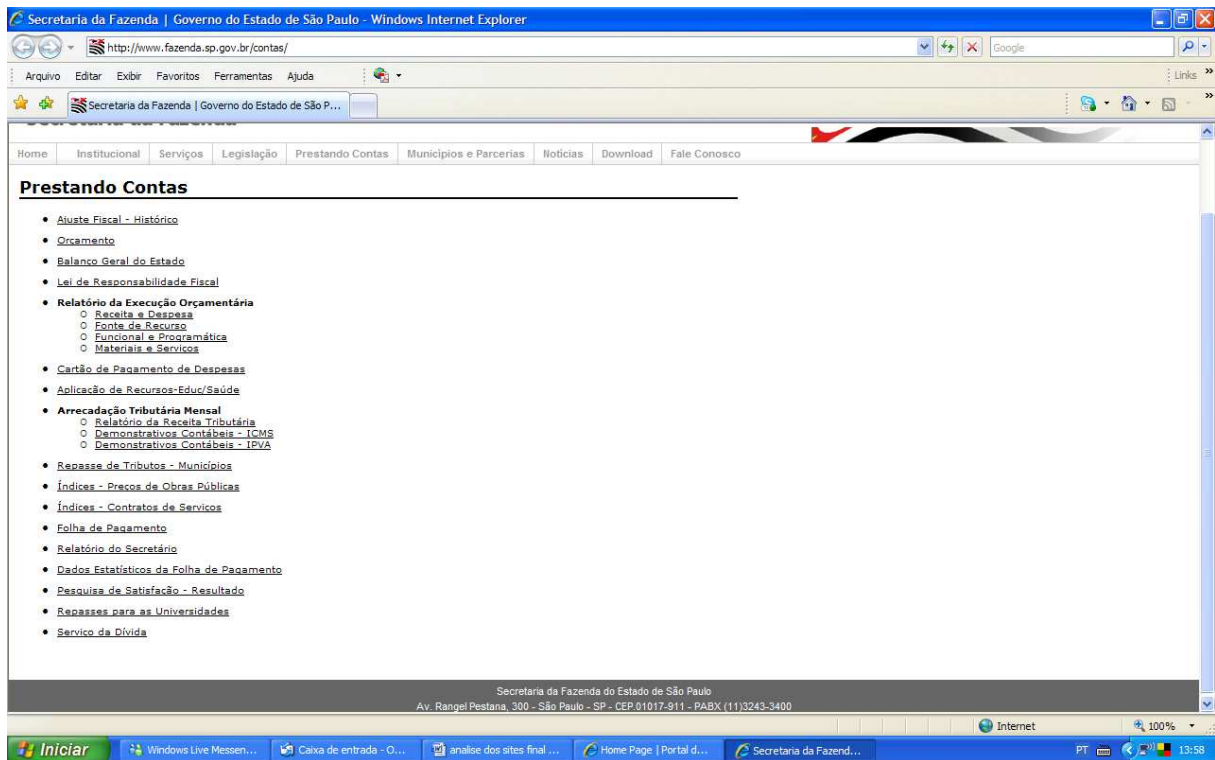 Secretaria da Fazenda | Governo do Estado de São Paulo - Windows Internet Explorer
http://www.fazenda.sp.gov.br/contas/
Google
Arquivo Editar Exibir Favoritos Ferramentas Ajuda
Links
Secretaria da Fazenda | Governo do Estado de São P...
Home Institucional Serviços Legislação Prestando Contas Municípios e Parcerias Notícias Download Fale Conosco
Prestando Contas
Ajuste Fiscal - Histórico
Orçamento
Balanço Geral do Estado
Lei de Responsabilidade Fiscal
Relatório da Execução Orçamentária
Receita e Despesa
Fonte de Recurso
Funcional e Programática
Materiais e Serviços
Cartão de Pagamento de Despesas
Aplicação de Recursos-Educ/Saúde
Arrecadação Tributária Mensal
Relatório da Receita Tributária
Demonstrativos Contábeis - ICMS
Demonstrativos Contábeis - IPVA
Repasse de Tributos - Municípios
Índices - Preços de Obras Públicas
Índices - Contratos de Serviços
Folha de Pagamento
Relatório do Secretário
Dados Estatísticos da Folha de Pagamento
Pesquisa de Satisfação - Resultado
Repasses para as Universidades
Serviço da Dívida
Secretaria da Fazenda do Estado de São Paulo
Av. Rangel Pestana, 300 - São Paulo - SP - CEP 01017-911 - PABX (11)3243-3400
Internet
100%
Iniciar
Windows Live Messen...
Caixa de entrada - O...
analise dos sites final ...
Home Page | Portal d...
Secretaria da Fazend...
PT
13:58